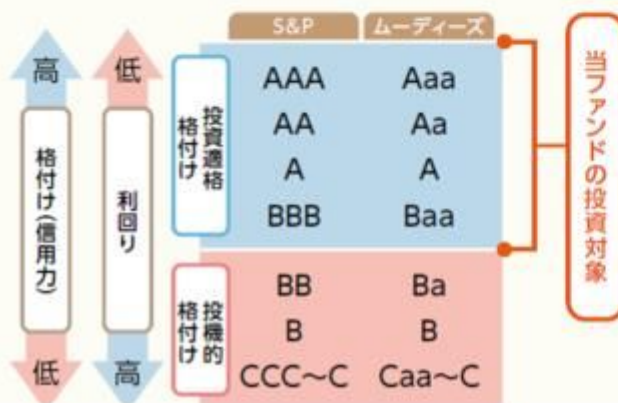 S&P ムーディーズ
高 低
格付け(信用力)
利回り
低 高
投資適格
格付け
AAA Aaa
AA Aa
A A
BBB Baa
投機的
格付け
BB Ba
B B
CCC～C Caa～C
当ファンドの投資対象